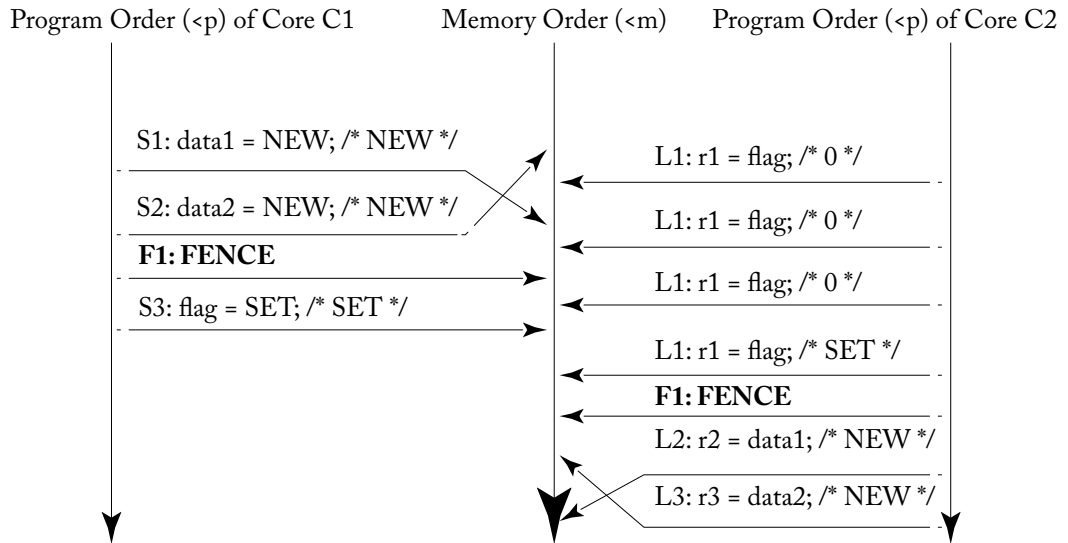 Program Order (<p) of Core C1
Memory Order (<m)
Program Order (<p) of Core C2
S1: data1 = NEW; /* NEW */
S2: data2 = NEW; /* NEW */
F1: FENCE
S3: flag = SET; /* SET */
L1: r1 = flag; /* 0 */
L1: r1 = flag; /* 0 */
L1: r1 = flag; /* 0 */
L1: r1 = flag; /* SET */
F1: FENCE
L2: r2 = data1; /* NEW */
L3: r3 = data2; /* NEW */